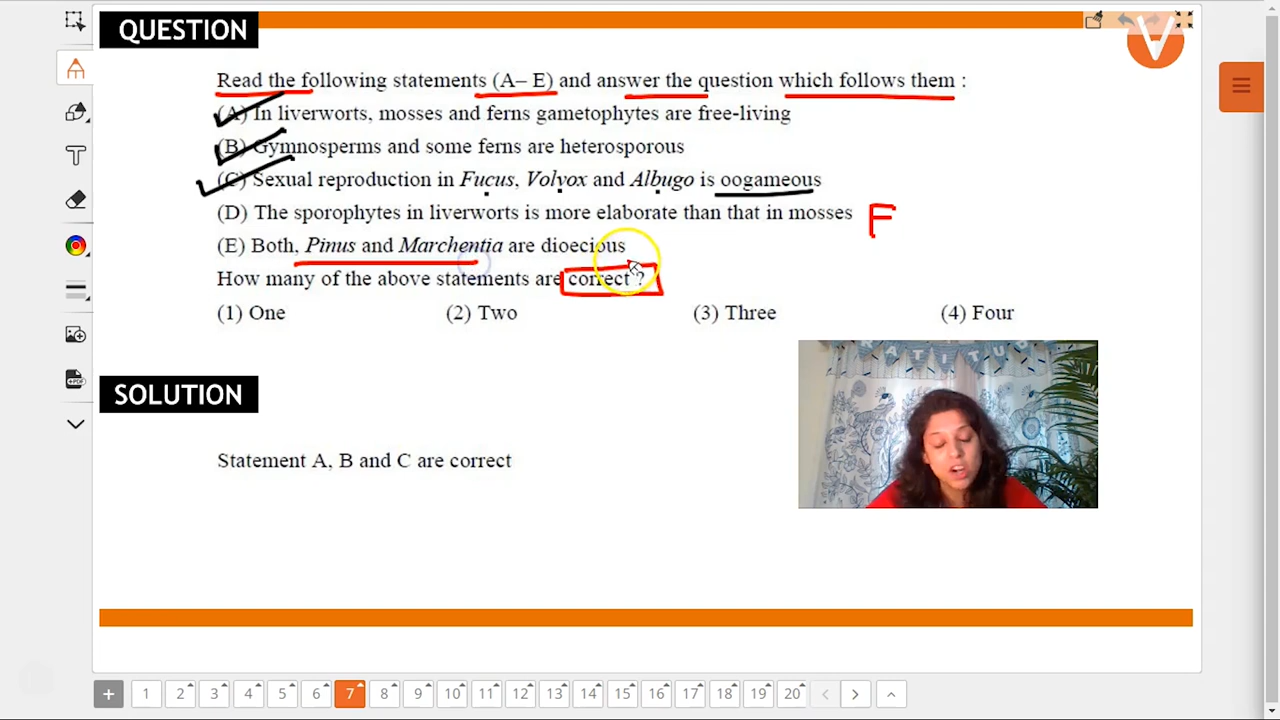 QUESTION
Read the following statements (A– E) and answer the question which follows them :
(A) In liverworts, mosses and ferns gametophytes are free-living
(B) Gymnosperms and some ferns are heterosporous
(C) Sexual reproduction in Fucus, Volvox and Albugo is oogameous
(D) The sporophytes in liverworts is more elaborate than that in mosses F
(E) Both, Pinus and Marchentia are dioecious
How many of the above statements are correct ?
(1) One (2) Two (3) Three (4) Four
SOLUTION
Statement A, B and C are correct
+ 1 2 3 4 5 6 7 8 9 10 11 12 13 14 15 16 17 18 19 20